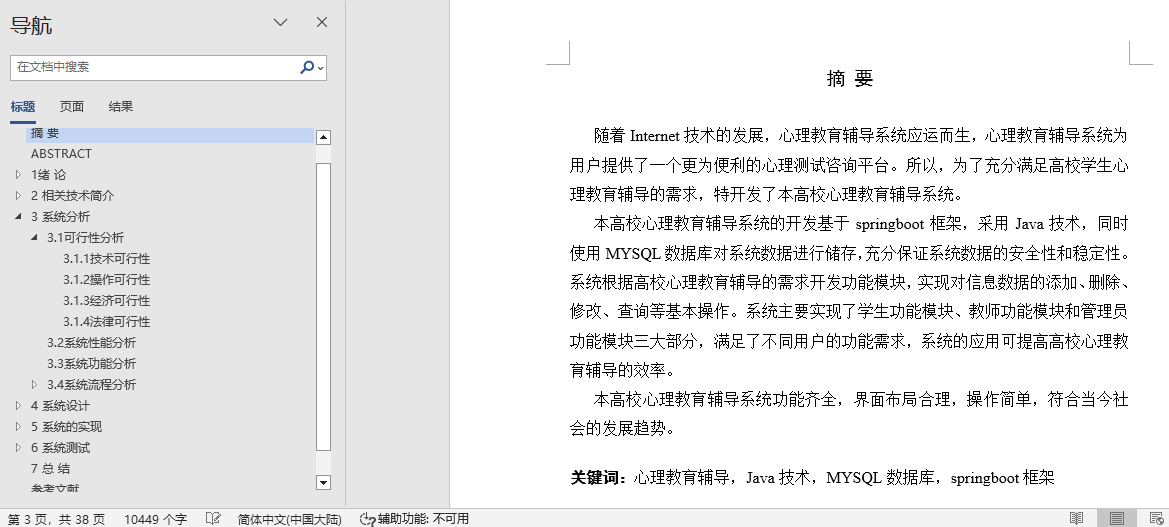 导航
在文档中搜索
标题 页面 结果
摘 要
ABSTRACT
1绪 论
2 相关技术简介
3 系统分析
3.1可行性分析
3.1.1技术可行性
3.1.2操作可行性
3.1.3经济可行性
3.1.4法律可行性
3.2系统性能分析
3.3系统功能分析
3.4系统流程分析
4 系统设计
5 系统的实现
6 系统测试
7 总 结
参考文献
摘 要
随着 Internet 技术的发展，心理教育辅导系统应运而生，心理教育辅导系统为
用户提供了一个更为便利的心理测试咨询平台。所以，为了充分满足高校学生心
理教育辅导的需求，特开发了本高校心理教育辅导系统。
本高校心理教育辅导系统的开发基于 springboot 框架，采用 Java 技术，同时
使用 MYSQL 数据库对系统数据进行储存，充分保证系统数据的安全性和稳定性。
系统根据高校心理教育辅导的需求开发功能模块，实现对信息数据的添加、删除、
修改、查询等基本操作。系统主要实现了学生功能模块、教师功能模块和管理员
功能模块三大部分，满足了不同用户的功能需求，系统的应用可提高高校心理教
育辅导的效率。
本高校心理教育辅导系统功能齐全，界面布局合理，操作简单，符合当今社
会的发展趋势。
关键词：心理教育辅导，Java 技术，MYSQL 数据库，springboot 框架
第 3 页，共 38 页 10449 个字 简体中文(中国大陆) 辅助功能: 不可用